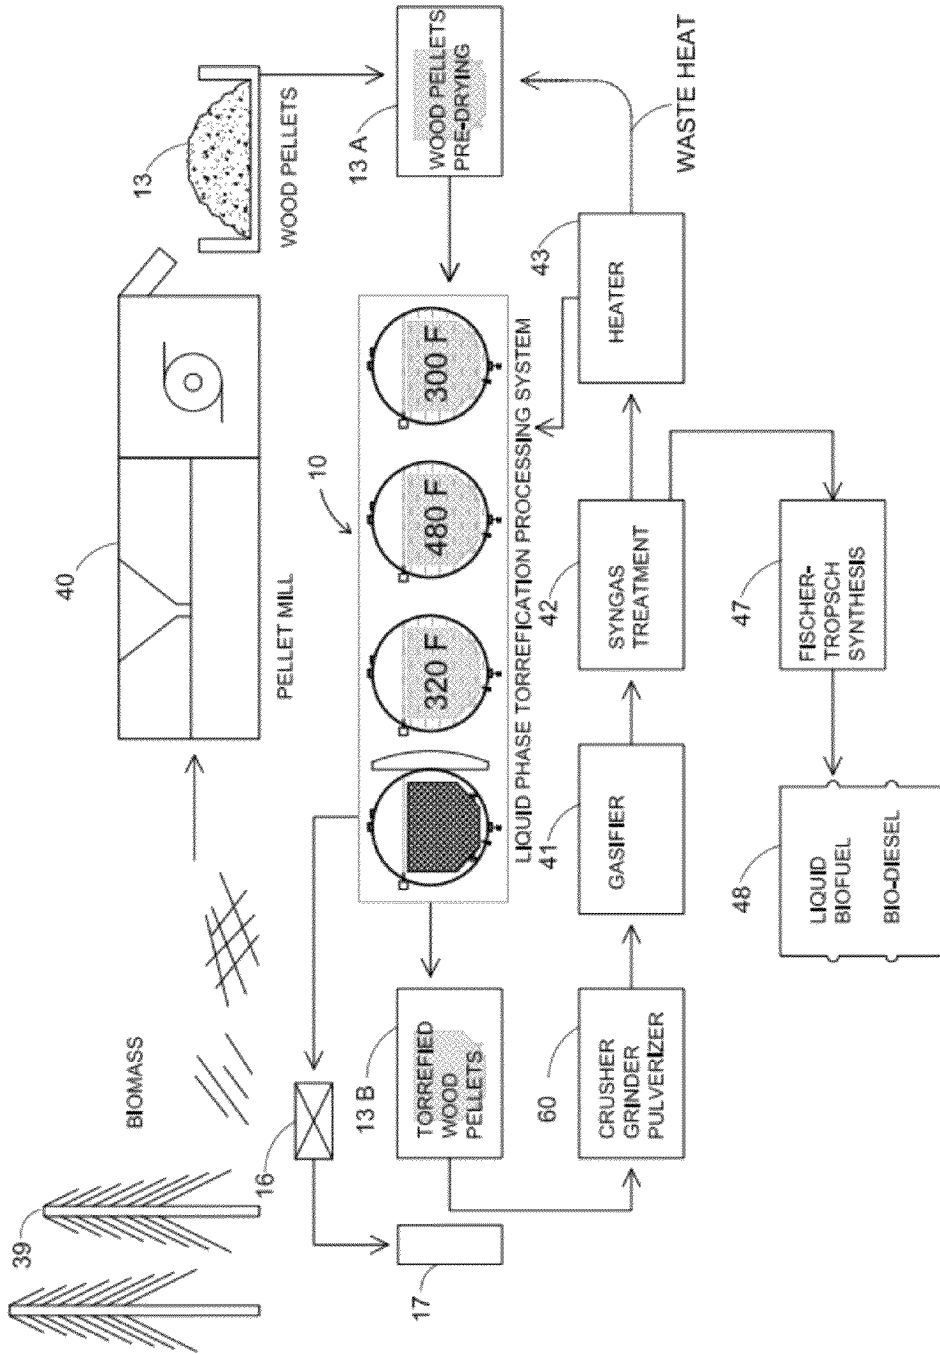 39
BIOMASS
40
PELLET MILL
13
WOOD PELLETS
16
17
10
320 F
480 F
300 F
LIQUID PHASE TORREFICATION PROCESSING SYSTEM
13 A
WOOD PELLETS
PRE-DRYING
13 B
TORREFIED
WOOD
PELLETS
60
CRUSHER
GRINDER
PULVERIZER
41
GASIFIER
42
SYNGAS
TREATMENT
43
HEATER
WASTE HEAT
48
LIQUID
BIOFUEL
BIO-DIESEL
47
FISCHER-
TROPSCH
SYNTHESIS